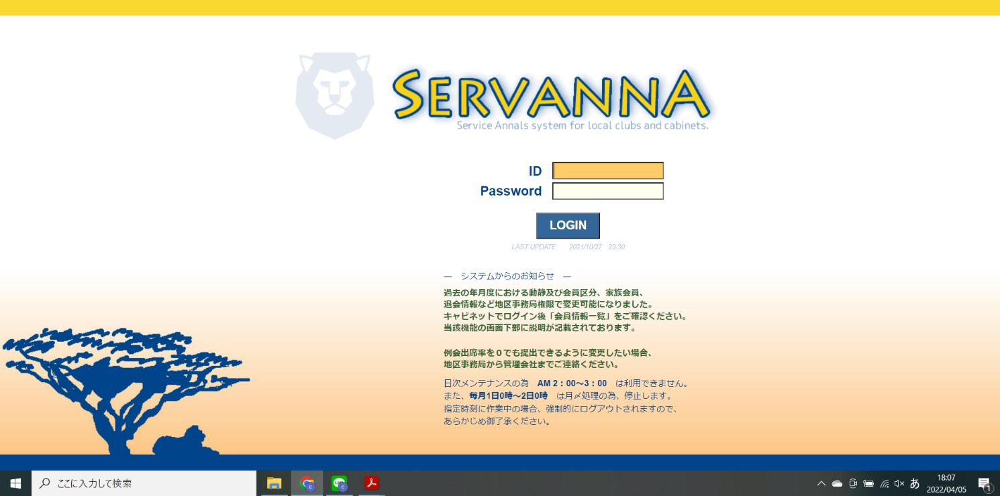 SERVANNA
Service Annals system for local clubs and cabinets.
ID
Password
LOGIN
LAST UPDATE 2021/10/27 23:30
― システムからのお知らせ ―
過去の年月度における動静及び会員区分、家族会員、
退会情報など地区事務局権限で変更可能になりました。
キャビネットでログイン後「会員情報一覧」をご確認ください。
当該機能の画面下部に説明が記載されております。
例会出席率を０でも提出できるように変更したい場合、
地区事務局から管理会社までご連絡ください。
日次メンテナンスの為 AM 2：00～3：00 は利用できません。
また、毎月1日0時～2日0時 は月〆処理の為、停止します。
指定時刻に作業中の場合、強制的にログアウトされますので、
あらかじめ御了承ください。
ここに入力して検索
あ
18:07
2022/04/05
1